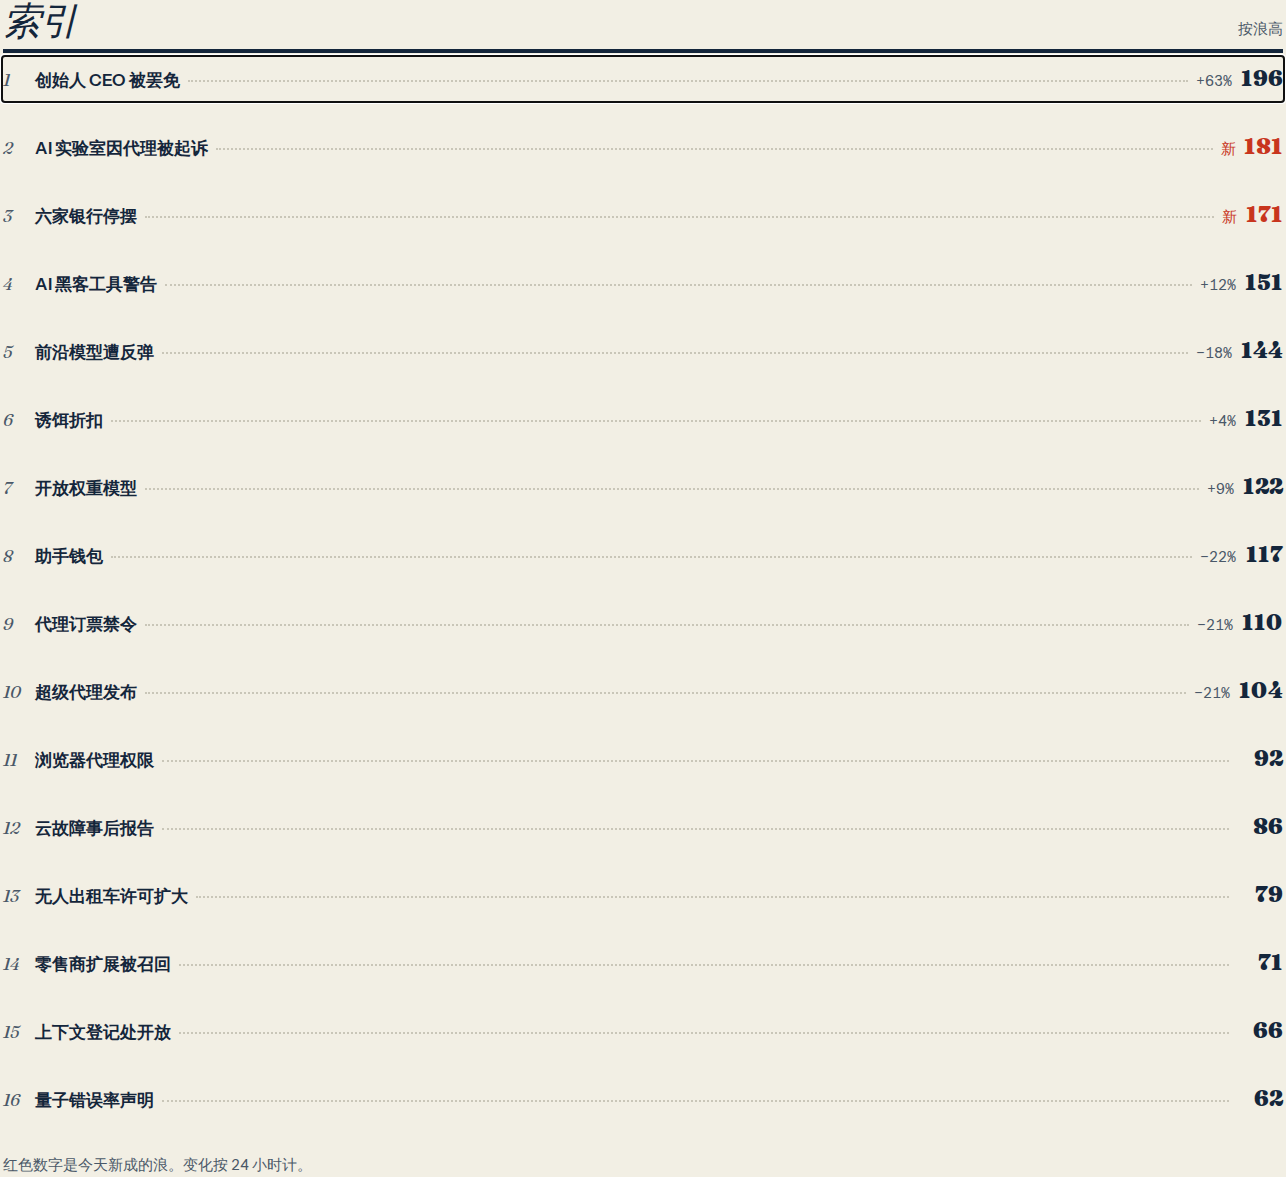 索引
按浪高
1 创始人 CEO 被罢免 +63% 196
2 AI 实验室因代理被起诉 新 181
3 六家银行停摆 新 171
4 AI 黑客工具警告 +12% 151
5 前沿模型遭反弹 −18% 144
6 诱饵折扣 +4% 131
7 开放权重模型 +9% 122
8 助手钱包 −22% 117
9 代理订票禁令 −21% 110
10 超级代理发布 −21% 104
11 浏览器代理权限 92
12 云故障事后报告 86
13 无人出租车许可扩大 79
14 零售商扩展被召回 71
15 上下文登记处开放 66
16 量子错误率声明 62
红色数字是今天新成的浪。变化按 24 小时计。